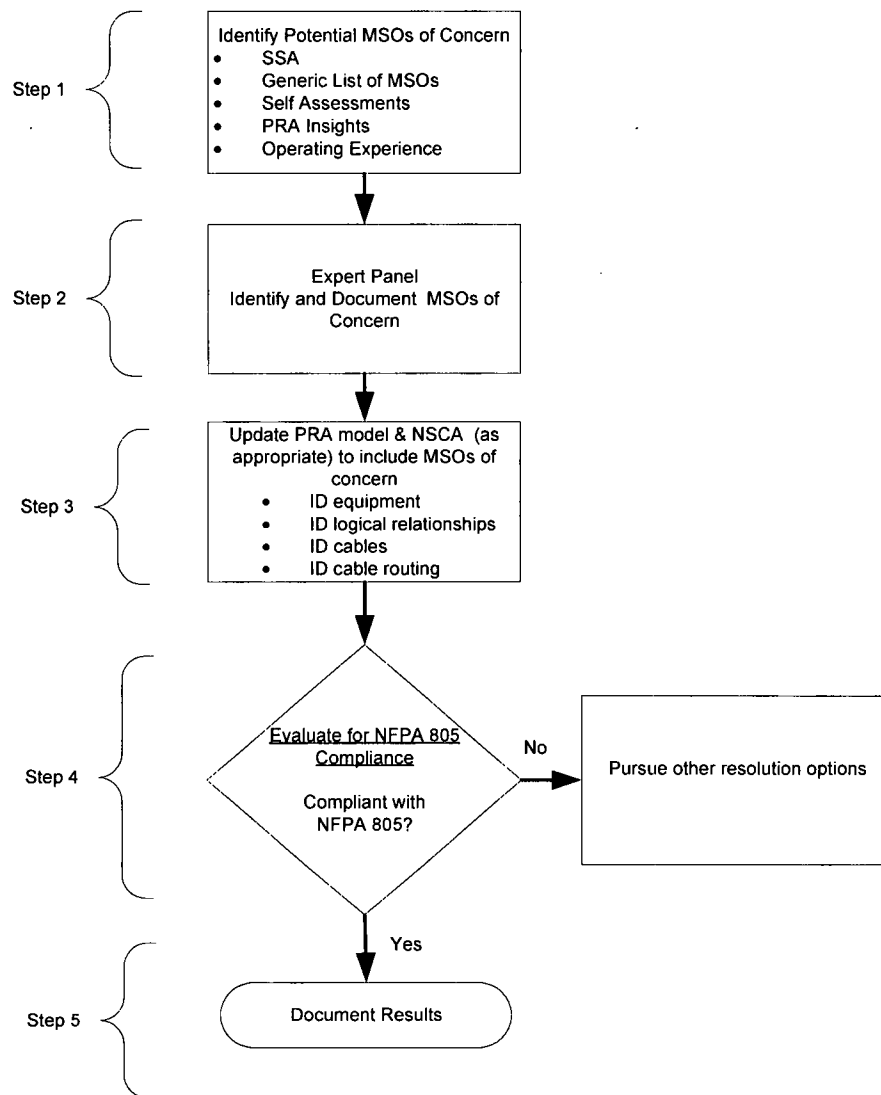 Step 1
Identify Potential MSOs of Concern
• SSA
• Generic List of MSOs
• Self Assessments
• PRA Insights
• Operating Experience
Step 2
Expert Panel
Identify and Document MSOs of
Concern
Step 3
Update PRA model & NSCA (as
appropriate) to include MSOs of
concern
• ID equipment
• ID logical relationships
• ID cables
• ID cable routing
Step 4
Evaluate for NFPA 805
Compliance
Compliant with
NFPA 805?
No
Pursue other resolution options
Yes
Step 5
Document Results